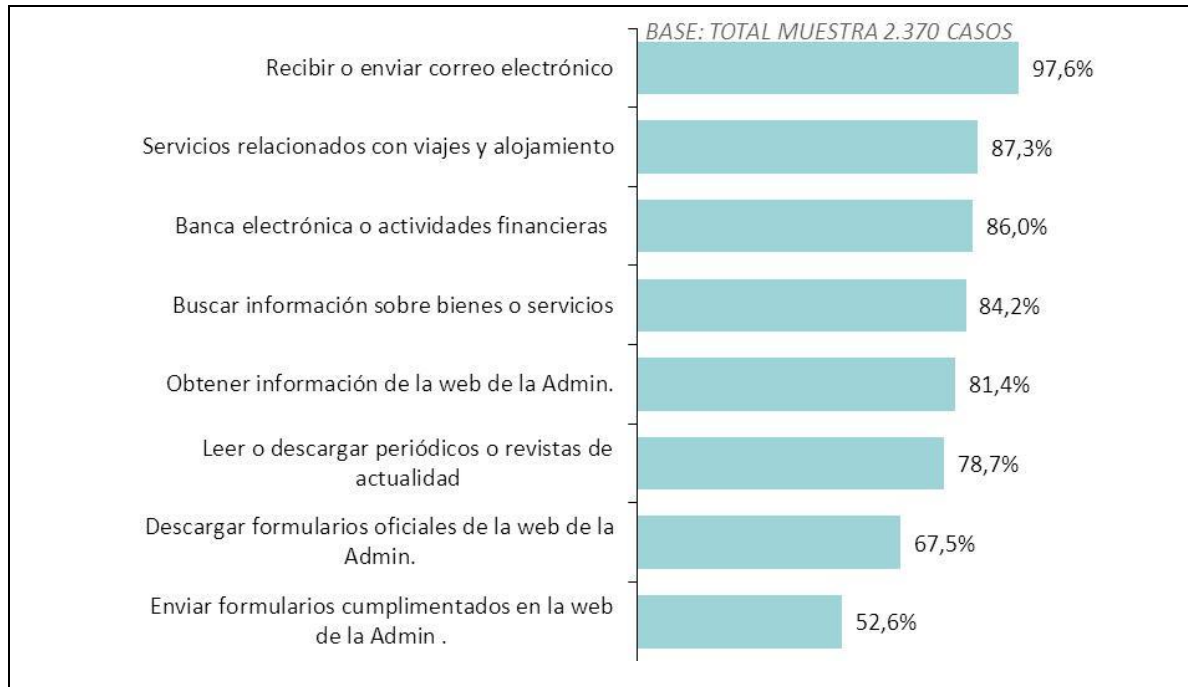 BASE: TOTAL MUESTRA 2.370 CASOS
Recibir o enviar correo electrónico 97,6%
Servicios relacionados con viajes y alojamiento 87,3%
Banca electrónica o actividades financieras 86,0%
Buscar información sobre bienes o servicios 84,2%
Obtener información de la web de la Admin. 81,4%
Leer o descargar periódicos o revistas de
actualidad 78,7%
Descargar formularios oficiales de la web de la
Admin. 67,5%
Enviar formularios cumplimentados en la web
de la Admin . 52,6%